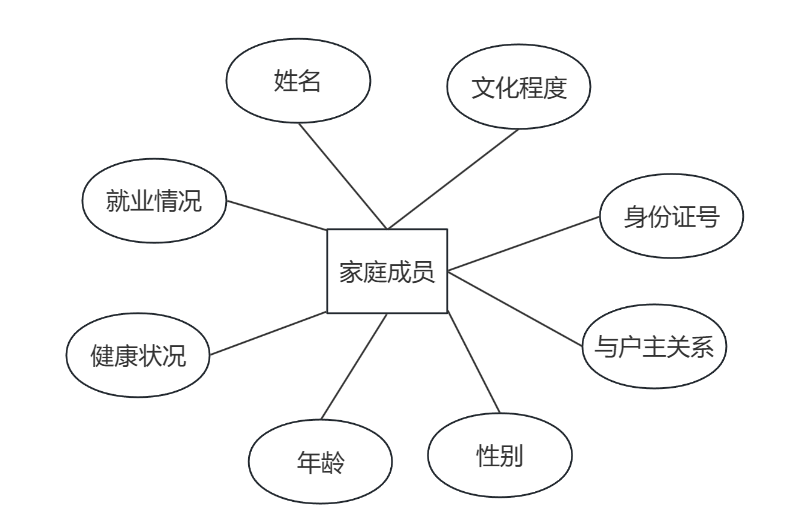 姓名
文化程度
就业情况
身份证号
家庭成员
与户主关系
健康状况
年龄
性别